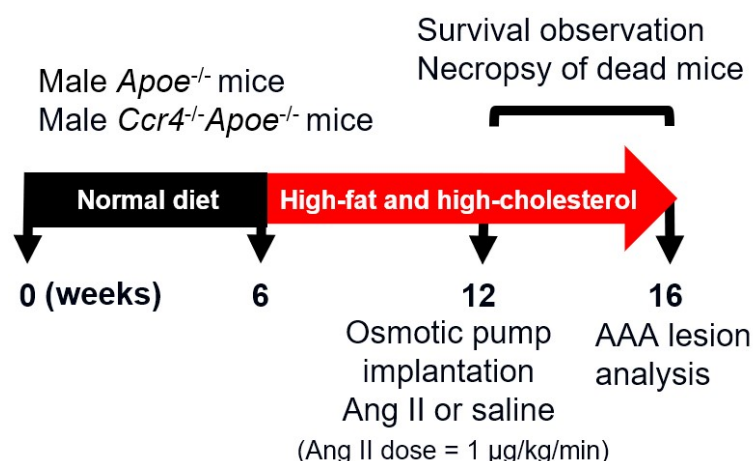 Survival observation
Necropsy of dead mice
Male Apoe-/- mice
Male Ccr4-/-Apoe-/- mice
Normal diet
High-fat and high-cholesterol
0 (weeks)
6
12
16
Osmotic pump
implantation
Ang II or saline
(Ang II dose = 1 µg/kg/min)
AAA lesion
analysis